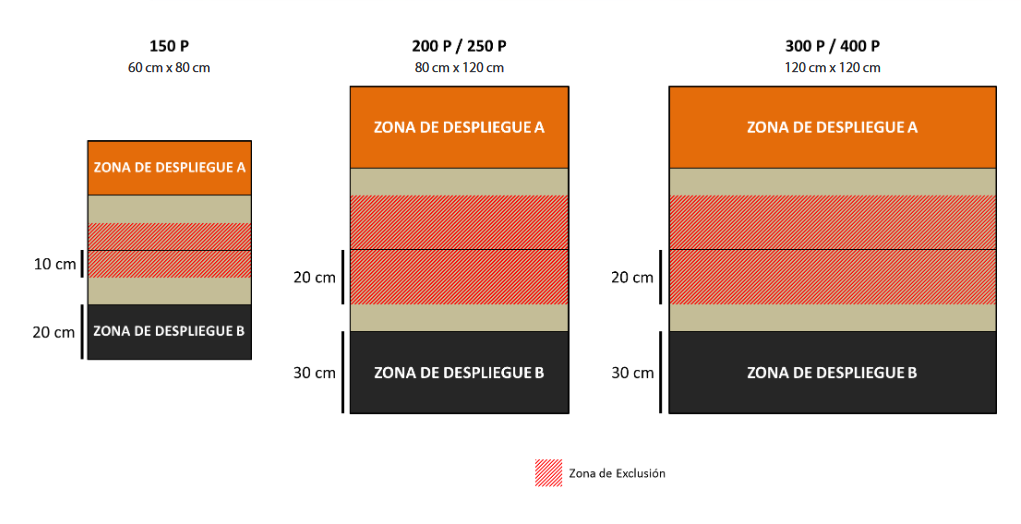 150 P
60 cm x 80 cm
ZONA DE DESPLIEGUE A
10 cm
20 cm
ZONA DE DESPLIEGUE B
200 P / 250 P
80 cm x 120 cm
ZONA DE DESPLIEGUE A
20 cm
30 cm
ZONA DE DESPLIEGUE B
300 P / 400 P
120 cm x 120 cm
ZONA DE DESPLIEGUE A
20 cm
30 cm
ZONA DE DESPLIEGUE B
Zona de Exclusión